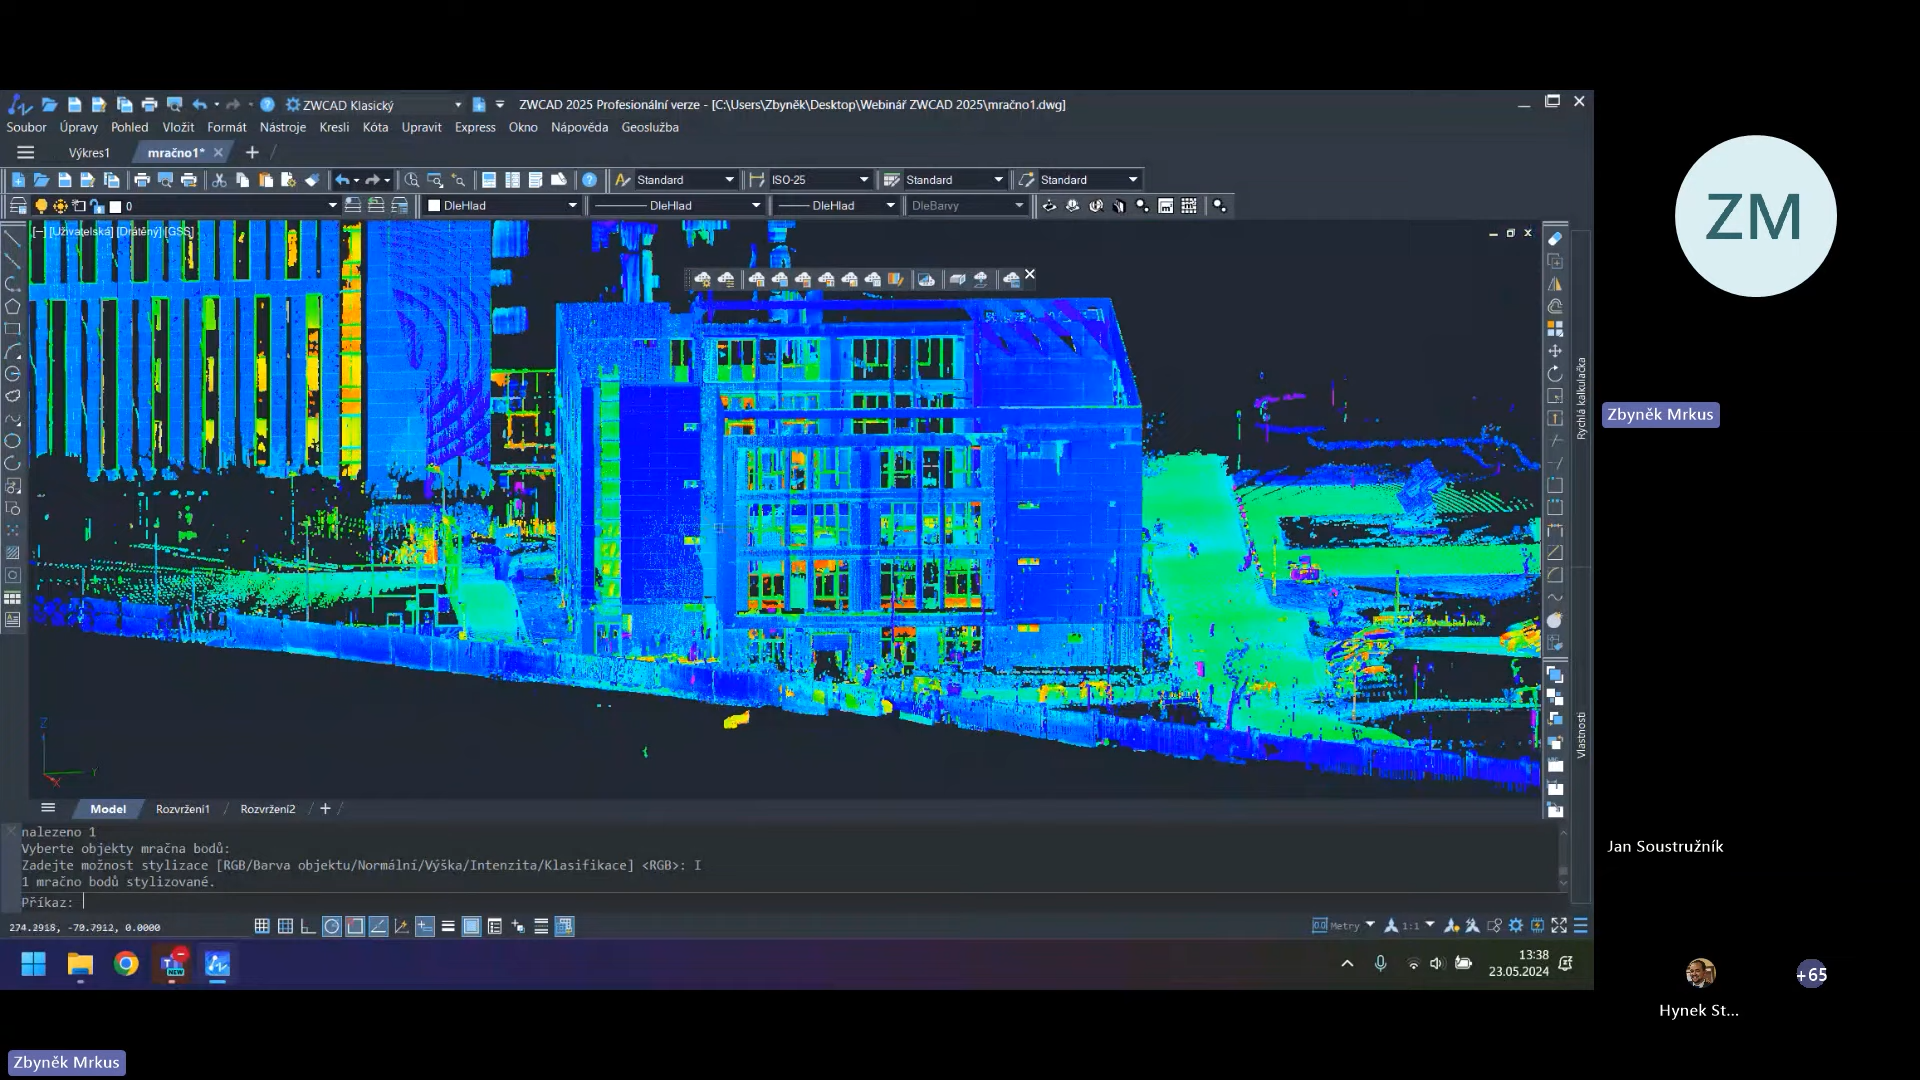 ZWCAD Klasický
ZWCAD 2025 Profesionální verze - [C:\Users\Zbyněk\Desktop\Webinář ZWCAD 2025\mračno1.dwg]
Soubor Úpravy Pohled Vložit Formát Nástroje Kresli Kóta Upravit Express Okno Nápověda Geoslužba
Výkres1 mračno1*
Standard ISO-25 Standard Standard
0 DleHlad DleHlad DleHlad DleBarvy
[−] [Uživatelská] [Drátěný] [GSS]
Rychlá kalkulačka
Vlastnosti
Z
Y
X
Model Rozvržení1 Rozvržení2
nalezeno 1
Vyberte objekty mračna bodů:
Zadejte možnost stylizace [RGB/Barva objektu/Normální/Výška/Intenzita/Klasifikace] <RGB>: I
1 mračno bodů stylizované.
Příkaz:
274.2918, -70.7912, 0.0000
Metry 1:1
NEW
13:38
23.05.2024
ZM
Zbyněk Mrkus
Jan Soustružník
+65
Hynek St...
Zbyněk Mrkus